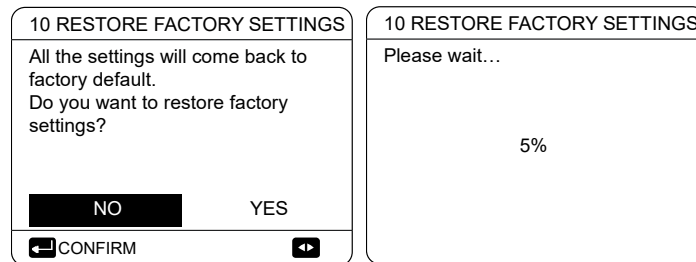 10 RESTORE FACTORY SETTINGS
All the settings will come back to
factory default.
Do you want to restore factory
settings?
NO YES
CONFIRM
10 RESTORE FACTORY SETTINGS
Please wait…
5%